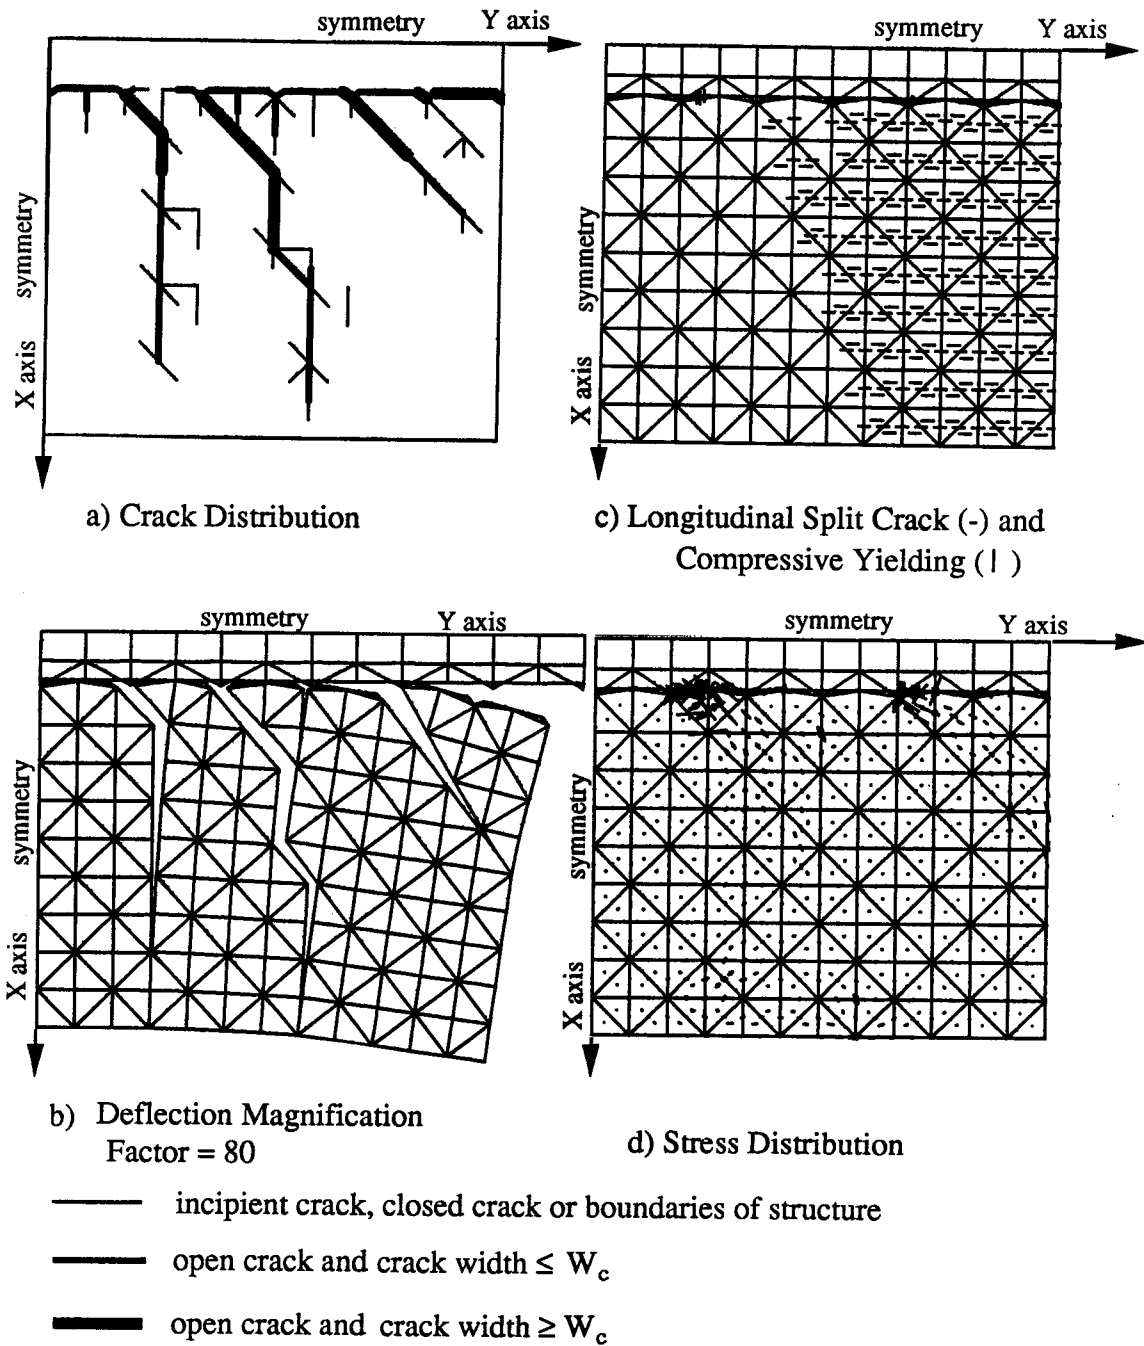 symmetry Y axis
symmetry
X axis
a) Crack Distribution
symmetry Y axis
symmetry
X axis
c) Longitudinal Split Crack (-) and
Compressive Yielding ( | )
symmetry Y axis
symmetry
X axis
b) Deflection Magnification
Factor = 80
symmetry Y axis
symmetry
X axis
d) Stress Distribution
incipient crack, closed crack or boundaries of structure
open crack and crack width ≤ Wc
open crack and crack width ≥ Wc